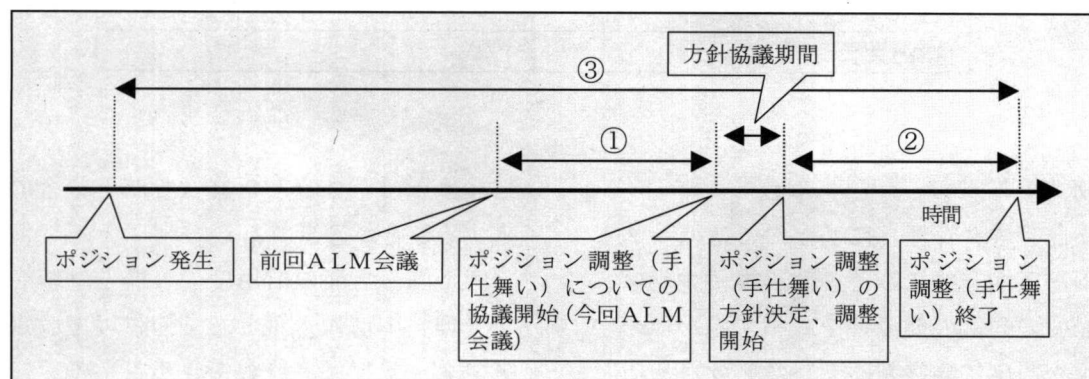 方針協議期間
③
①
②
時間
ポジション発生
前回ALM会議
ポジション調整（手
仕舞い）についての
協議開始（今回ALM
会議）
ポジション調整
（手仕舞い）の
方針決定、調整
開始
ポジション
調整（手仕舞
い）終了